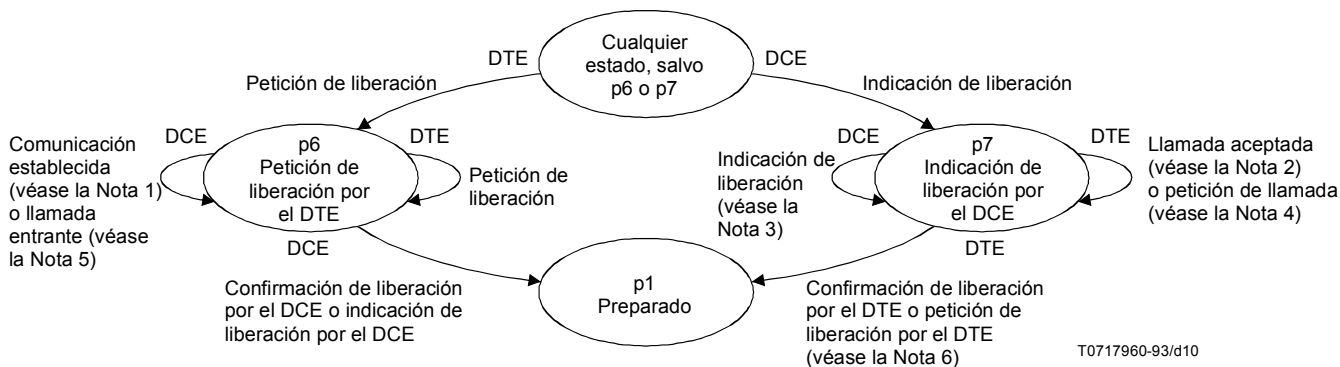 Cualquier
estado, salvo
p6 o p7
DTE
DCE
Petición de liberación
Indicación de liberación
Comunicación
establecida
(véase la Nota 1)
o llamada
entrante (véase
la Nota 5)
DCE
p6
Petición de
liberación por
el DTE
DTE
Petición de
liberación
Indicación de
liberación
(véase la
Nota 3)
DCE
p7
Indicación de
liberación por
el DCE
DTE
Llamada aceptada
(véase la Nota 2)
o petición de llamada
(véase la Nota 4)
DCE
DTE
Confirmación de liberación
por el DCE o indicación de
liberación por el DCE
p1
Preparado
Confirmación de liberación
por el DTE o petición de
liberación por el DTE
(véase la Nota 6)
T0717960-93/d10